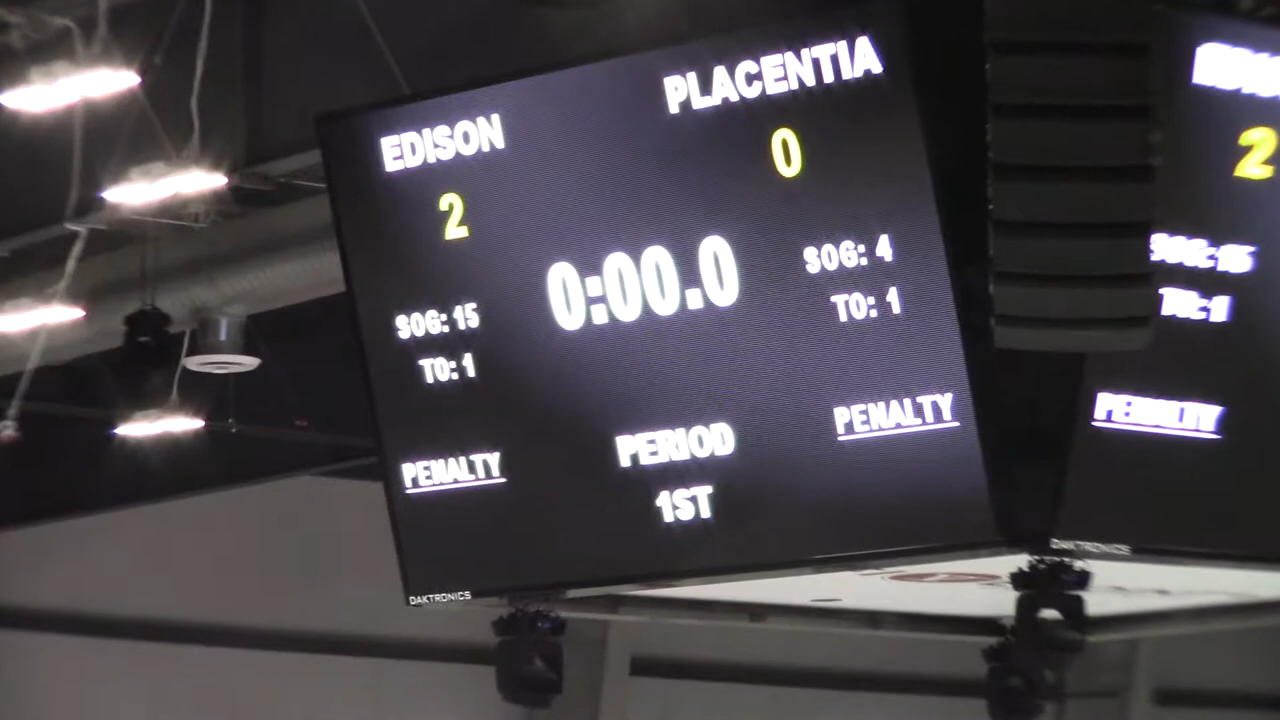 EDISON
2
PLACENTIA
0
0:00.0
SOG: 15
TO: 1
SOG: 4
TO: 1
PENALTY
PERIOD
1ST
PENALTY
DAKTRONICS
2
SOG: 15
TO: 1
PENALTY
DAKTRONICS